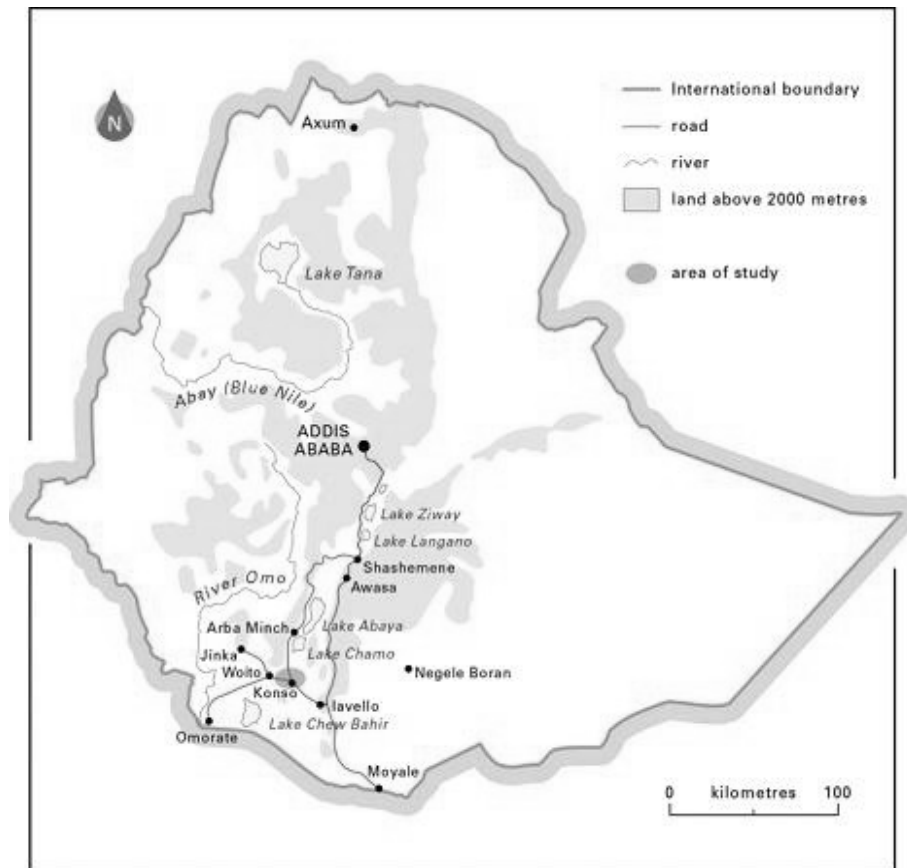 N
International boundary
road
river
land above 2000 metres
area of study
Axum
Lake Tana
Abay (Blue Nile)
ADDIS
ABABA
Lake Ziway
Lake Langano
Shashemene
Awasa
River Omo
Arba Minch
Lake Abaya
Jinka
Lake Chamo
Woito
Negele Boran
Konso
Iavello
Lake Chew Bahir
Omorate
Moyale
0 kilometres 100